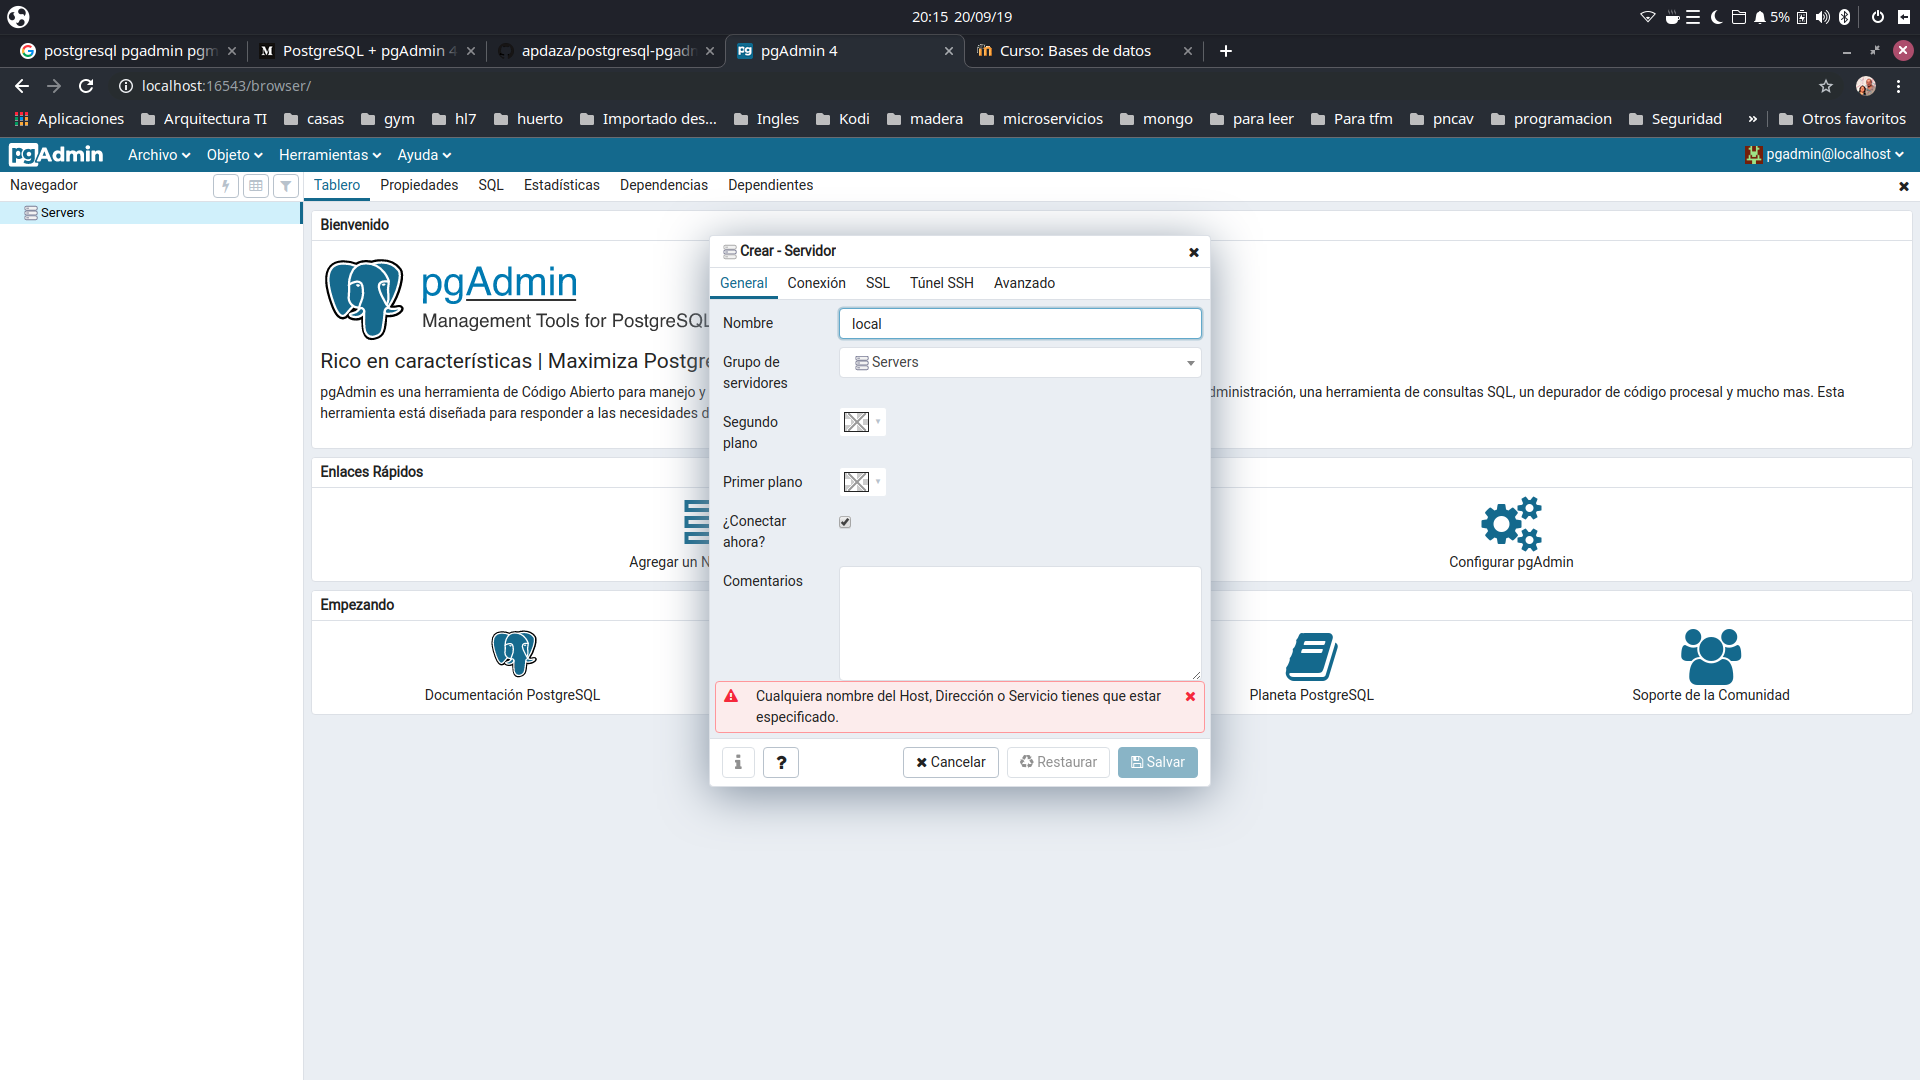 20:15 20/09/19
5%
postgresql pgadmin pgm
PostgreSQL + pgAdmin 4
apdaza/postgresql-pgadm
pgAdmin 4
Curso: Bases de datos
localhost:16543/browser/
Aplicaciones
Arquitectura TI
casas
gym
hl7
huerto
Importado des...
Ingles
Kodi
madera
microservicios
mongo
para leer
Para tfm
pncav
programacion
Seguridad
»
Otros favoritos
pgAdmin
Archivo
Objeto
Herramientas
Ayuda
pgadmin@localhost
Navegador
Tablero
Propiedades
SQL
Estadísticas
Dependencias
Dependientes
Servers
Bienvenido
pgAdmin
Management Tools for PostgreSQL
Rico en características | Maximiza Postgre
pgAdmin es una herramienta de Código Abierto para manejo y
dministración, una herramienta de consultas SQL, un depurador de código procesal y mucho mas. Esta
herramienta está diseñada para responder a las necesidades d
Enlaces Rápidos
Agregar un N
Configurar pgAdmin
Empezando
Documentación PostgreSQL
Planeta PostgreSQL
Soporte de la Comunidad
Crear - Servidor
General
Conexión
SSL
Túnel SSH
Avanzado
Nombre
local
Grupo de
servidores
Servers
Segundo
plano
Primer plano
¿Conectar
ahora?
Comentarios
Cualquiera nombre del Host, Dirección o Servicio tienes que estar
especificado.
i
?
Cancelar
Restaurar
Salvar